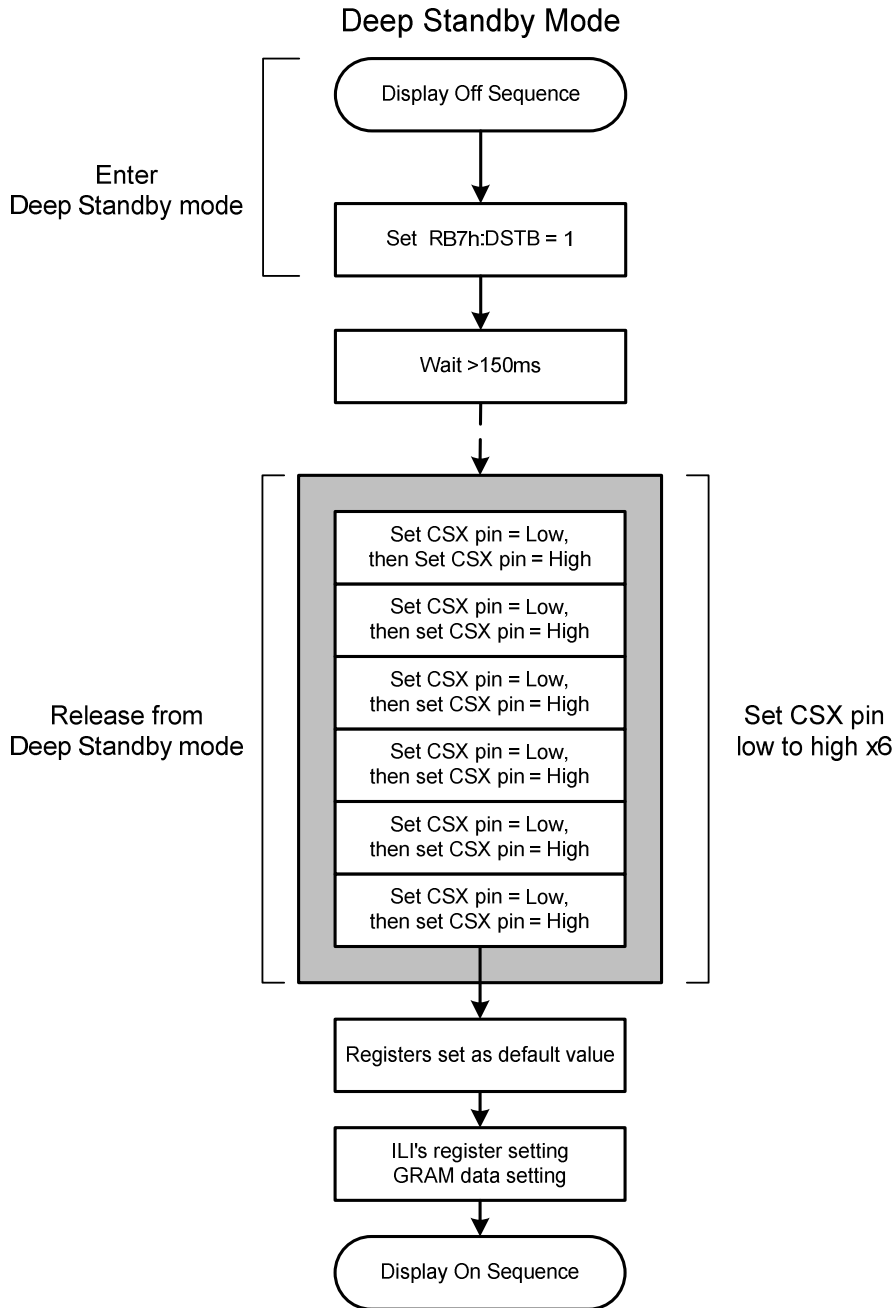 Deep Standby Mode
Display Off Sequence
Enter
Deep Standby mode
Set RB7h:DSTB = 1
Wait >150ms
Set CSX pin = Low,
then Set CSX pin = High
Set CSX pin = Low,
then set CSX pin = High
Set CSX pin = Low,
then set CSX pin = High
Set CSX pin = Low,
then set CSX pin = High
Set CSX pin = Low,
then set CSX pin = High
Set CSX pin = Low,
then set CSX pin = High
Release from
Deep Standby mode
Set CSX pin
low to high x6
Registers set as default value
ILI's register setting
GRAM data setting
Display On Sequence